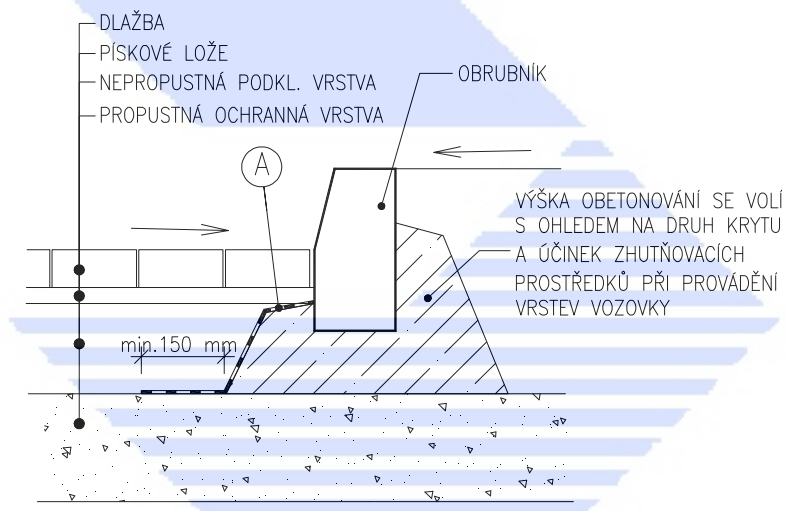 DLAŽBA
PÍSKOVÉ LOŽE
NEPROPUSTNÁ PODKL. VRSTVA
PROPUSTNÁ OCHRANNÁ VRSTVA
OBRUBNÍK
A
VÝŠKA OBETONOVÁNÍ SE VOLÍ
S OHLEDEM NA DRUH KRYTU
A ÚČINEK ZHUTŇOVACÍCH
PROSTŘEDKŮ PŘI PROVÁDĚNÍ
VRSTEV VOZOVKY
min.150 mm